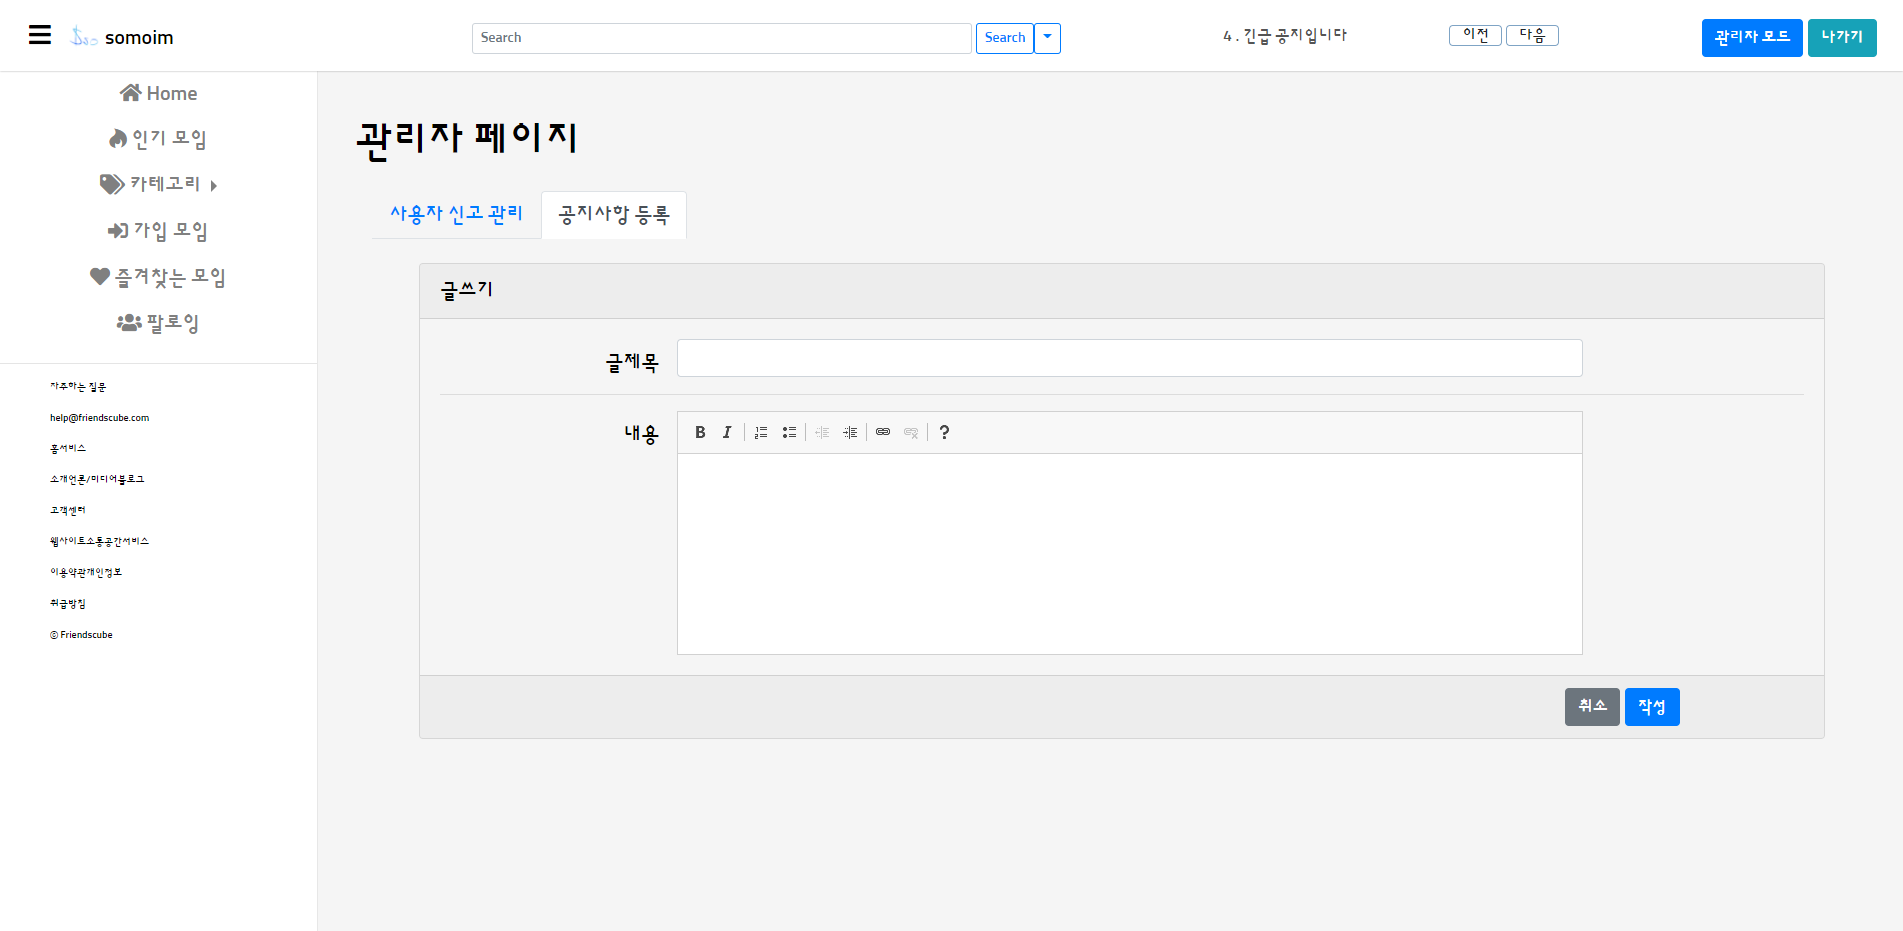 somoim
Search
Search
4 . 긴급 공지입니다
이전
다음
관리자 모드
나가기
Home
인기 모임
카테고리
가입 모임
즐겨찾는 모임
팔로잉
자주하는 질문
help@friendscube.com
홈서비스
소개언론/미디어블로그
고객센터
웹사이트소통공간서비스
이용약관개인정보
취급방침
© Friendscube
관리자 페이지
사용자 신고 관리
공지사항 등록
글쓰기
글제목
내용
B I ?
취소
작성